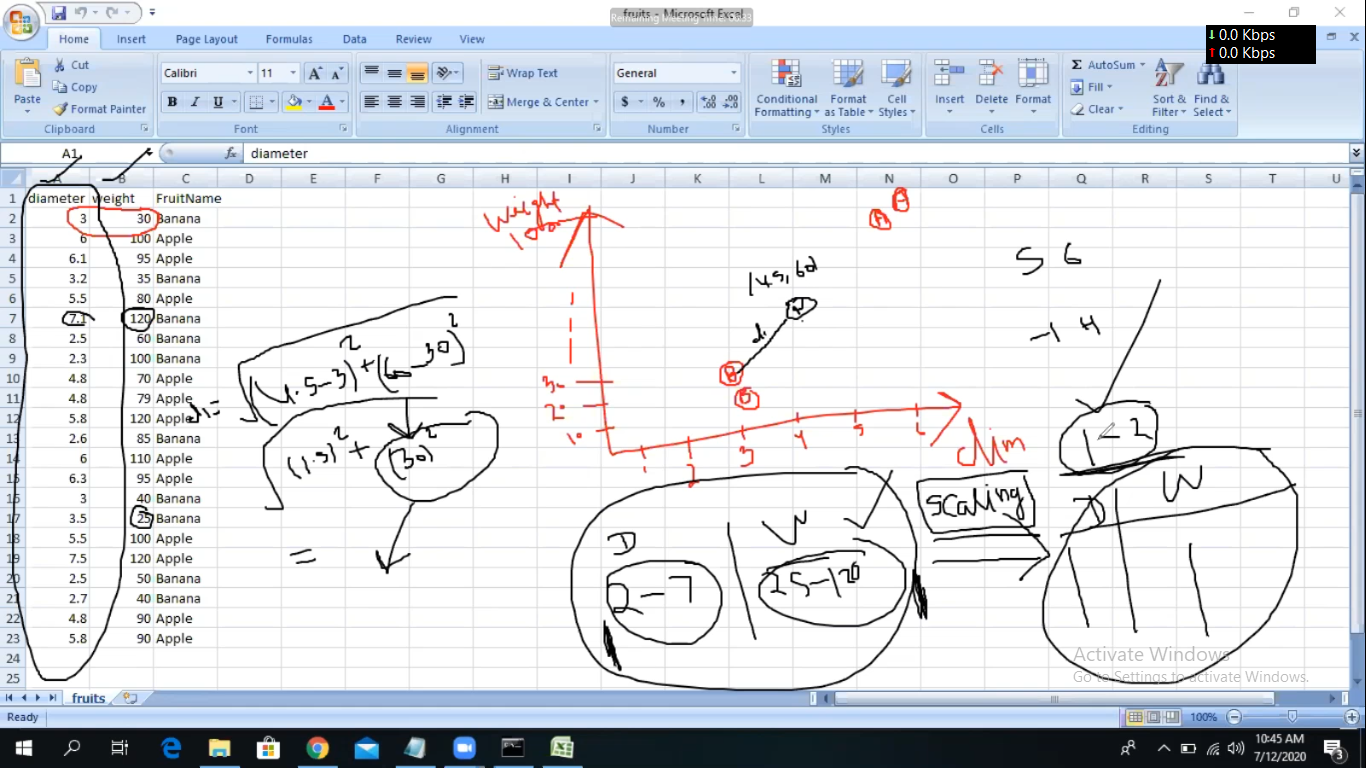 fruits - Microsoft Excel
Remaining Meeting Time:
↓ 0.0 Kbps
↑ 0.0 Kbps
Home Insert Page Layout Formulas Data Review View
Paste
Cut
Copy
Format Painter
Clipboard
Calibri 11
B I U
Font
Wrap Text
Merge & Center
Alignment
General
$ % ,
Number
Conditional Formatting
Format as Table
Cell Styles
Styles
Insert Delete Format
Cells
AutoSum
Fill
Clear
Sort & Filter
Find & Select
Editing
A1 fx diameter
A B C D E F G H I J K L M N O P Q R S T U
1 diameter weight FruitName
2 3 30 Banana
3 6 100 Apple
4 6.1 95 Apple
5 3.2 35 Banana
6 5.5 80 Apple
7 7.1 120 Banana
8 2.5 60 Banana
9 2.3 100 Banana
10 4.8 70 Apple
11 4.8 79 Apple
12 5.8 120 Apple
13 2.6 85 Banana
14 6 110 Apple
15 6.3 95 Apple
16 3 40 Banana
17 3.5 25 Banana
18 5.5 100 Apple
19 7.5 120 Apple
20 2.5 50 Banana
21 2.7 40 Banana
22 4.8 90 Apple
23 5.8 90 Apple
24
25
Weight
A A
56
(4.5, 60)
d1
-1
√(4.5-3)² + (60-30)²
(1.5)² + (30)²
=
30
20
10
B
B
1 2 3 4 5 6
Dim
D W
2-7 25-120
scaling
1-2
D W
Activate Windows
Go to Settings to activate Windows.
fruits
Ready 100%
10:45 AM
7/12/2020
3